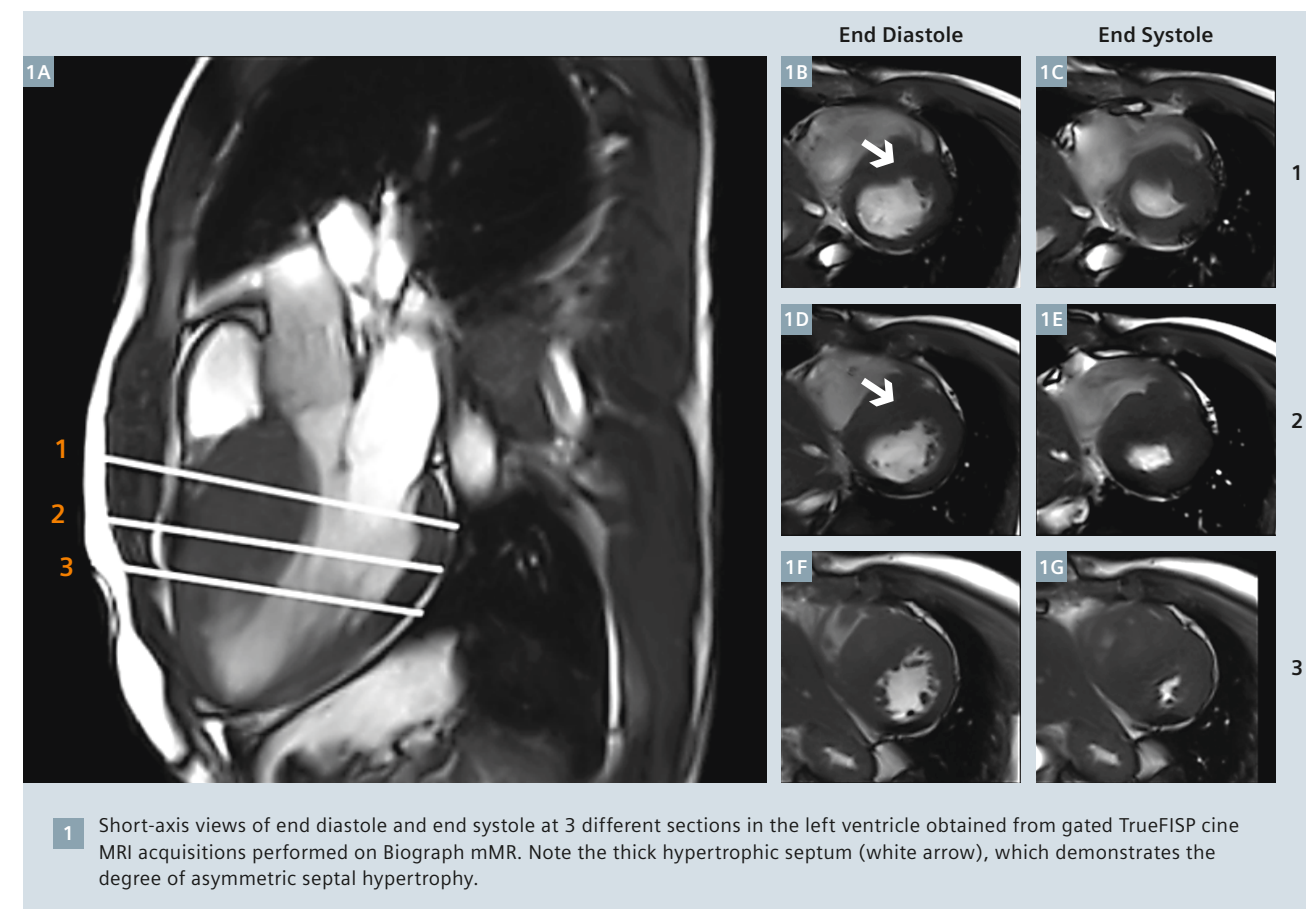 End Diastole
End Systole
1A
1B
1C
1
1D
1E
2
1F
1G
3
1
2
3
1
Short-axis views of end diastole and end systole at 3 different sections in the left ventricle obtained from gated TrueFISP cine
MRI acquisitions performed on Biograph mMR. Note the thick hypertrophic septum (white arrow), which demonstrates the
degree of asymmetric septal hypertrophy.